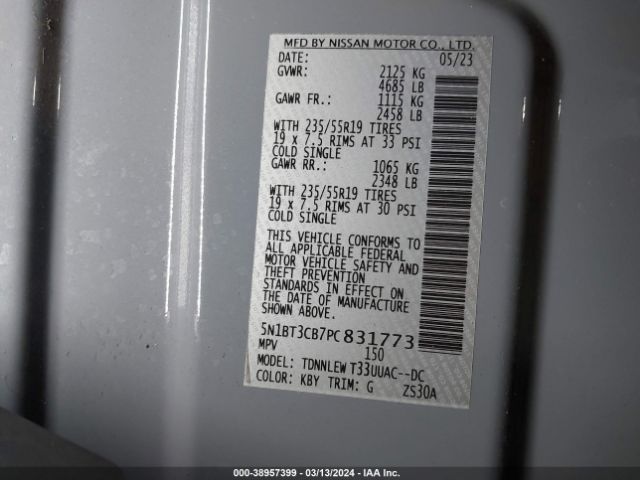 MFD BY NISSAN MOTOR CO., LTD.
DATE: 05/23
GVWR: 2125 KG
4685 LB
GAWR FR.: 1115 KG
2458 LB
WITH 235/55R19 TIRES
19 x 7.5 RIMS AT 33 PSI
COLD SINGLE
GAWR RR.: 1065 KG
2348 LB
WITH 235/55R19 TIRES
19 x 7.5 RIMS AT 30 PSI
COLD SINGLE
THIS VEHICLE CONFORMS TO
ALL APPLICABLE FEDERAL
MOTOR VEHICLE SAFETY AND
THEFT PREVENTION
STANDARDS IN EFFECT ON
THE DATE OF MANUFACTURE
SHOWN ABOVE.
5N1BT3CB7PC831773
MPV 150
MODEL: TDNNLEW T33UUAC--DC
COLOR: KBY TRIM: G ZS30A
000-38957399 | 03/13/2024 | IAA Inc.